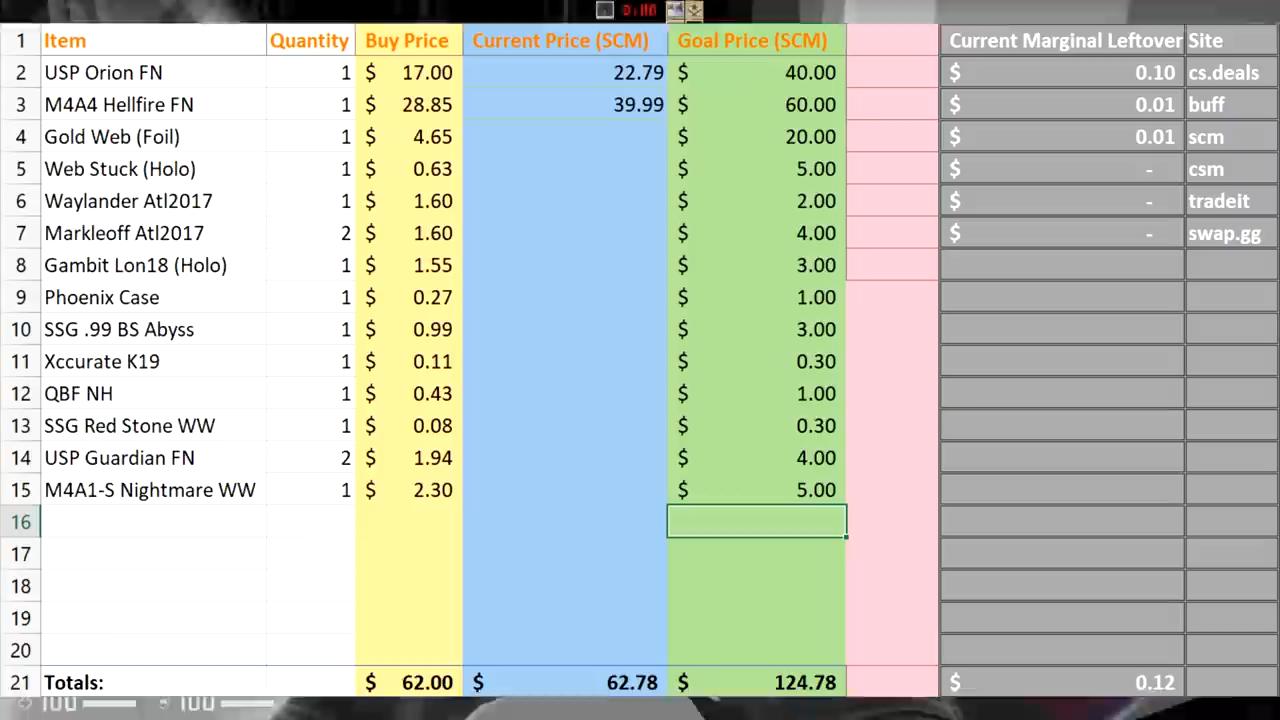 0:10
1 Item Quantity Buy Price Current Price (SCM) Goal Price (SCM) Current Marginal Leftover Site
2 USP Orion FN 1 $ 17.00 22.79 $ 40.00 $ 0.10 cs.deals
3 M4A4 Hellfire FN 1 $ 28.85 39.99 $ 60.00 $ 0.01 buff
4 Gold Web (Foil) 1 $ 4.65 $ 20.00 $ 0.01 scm
5 Web Stuck (Holo) 1 $ 0.63 $ 5.00 $ - csm
6 Waylander Atl2017 1 $ 1.60 $ 2.00 $ - tradeit
7 Markleoff Atl2017 2 $ 1.60 $ 4.00 $ - swap.gg
8 Gambit Lon18 (Holo) 1 $ 1.55 $ 3.00
9 Phoenix Case 1 $ 0.27 $ 1.00
10 SSG .99 BS Abyss 1 $ 0.99 $ 3.00
11 Xccurate K19 1 $ 0.11 $ 0.30
12 QBF NH 1 $ 0.43 $ 1.00
13 SSG Red Stone WW 1 $ 0.08 $ 0.30
14 USP Guardian FN 2 $ 1.94 $ 4.00
15 M4A1-S Nightmare WW 1 $ 2.30 $ 5.00
16
17
18
19
20
21 Totals: $ 62.00 $ 62.78 $ 124.78 $ 0.12
100 100